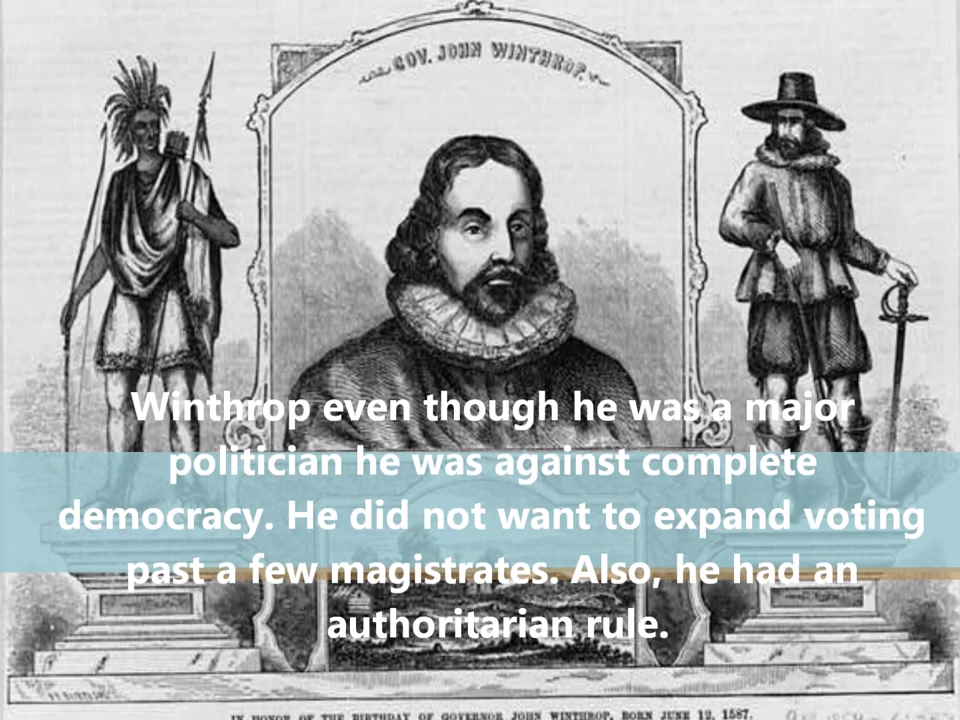 GOV. JOHN WINTHROP.
Winthrop even though he was a major
politician he was against complete
democracy. He did not want to expand voting
past a few magistrates. Also, he had an
authoritarian rule.
IN HONOR OF THE BIRTHDAY OF GOVERNOR JOHN WINTHROP, BORN JUNE 12, 1587.